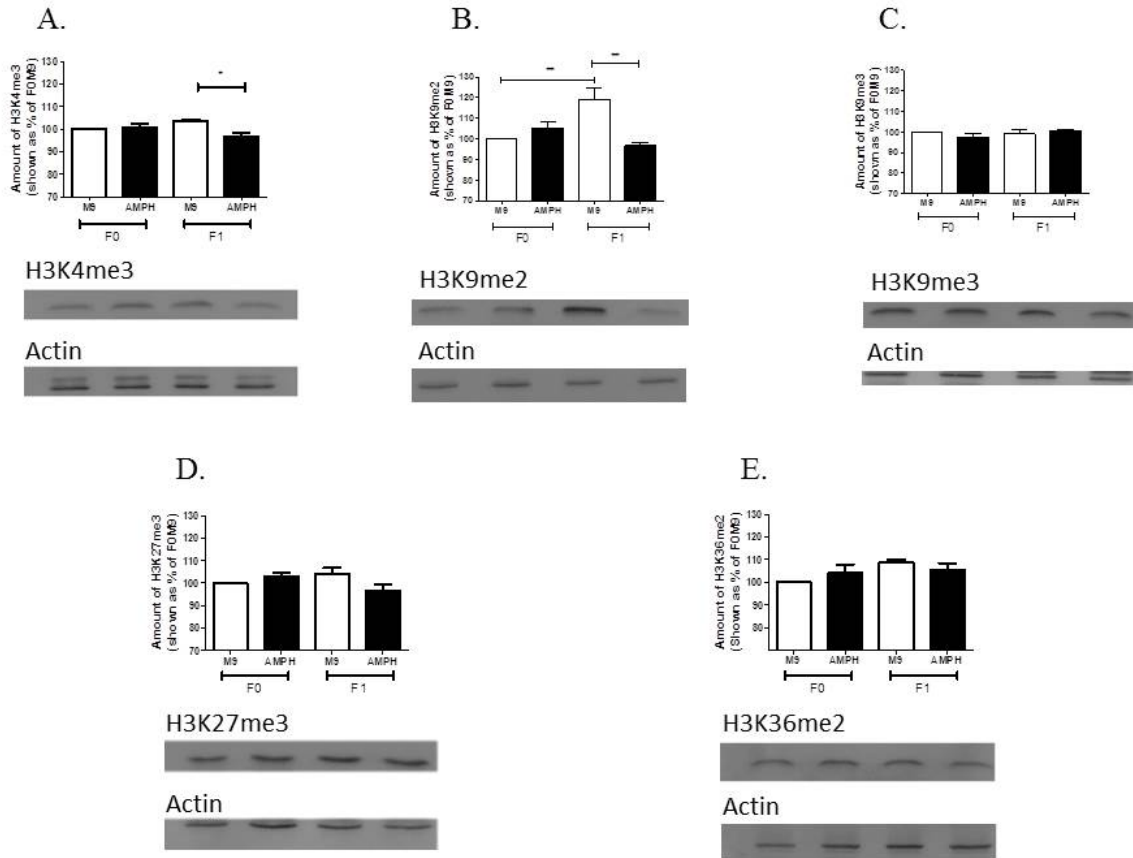 A.
Amount of H3K4me3
(shown as % of F0M9)
130
120
110
100
90
80
70
M9 AMPH M9 AMPH
F0 F1
*
H3K4me3
Actin
B.
Amount of H3K9me2
(shown as % of F0M9)
130
120
110
100
90
80
70
M9 AMPH M9 AMPH
F0 F1
**
**
H3K9me2
Actin
C.
Amount of H3K9me3
(shown as % of F0M9)
130
120
110
100
90
80
70
M9 AMPH M9 AMPH
F0 F1
H3K9me3
Actin
D.
Amount of H3K27me3
(shown as % of F0M9)
130
120
110
100
90
80
70
M9 AMPH M9 AMPH
F0 F1
H3K27me3
Actin
E.
Amount of H3K36me2
(Shown as % of F0M9)
130
120
110
100
90
80
M9 AMPH M9 AMPH
F0 F1
H3K36me2
Actin